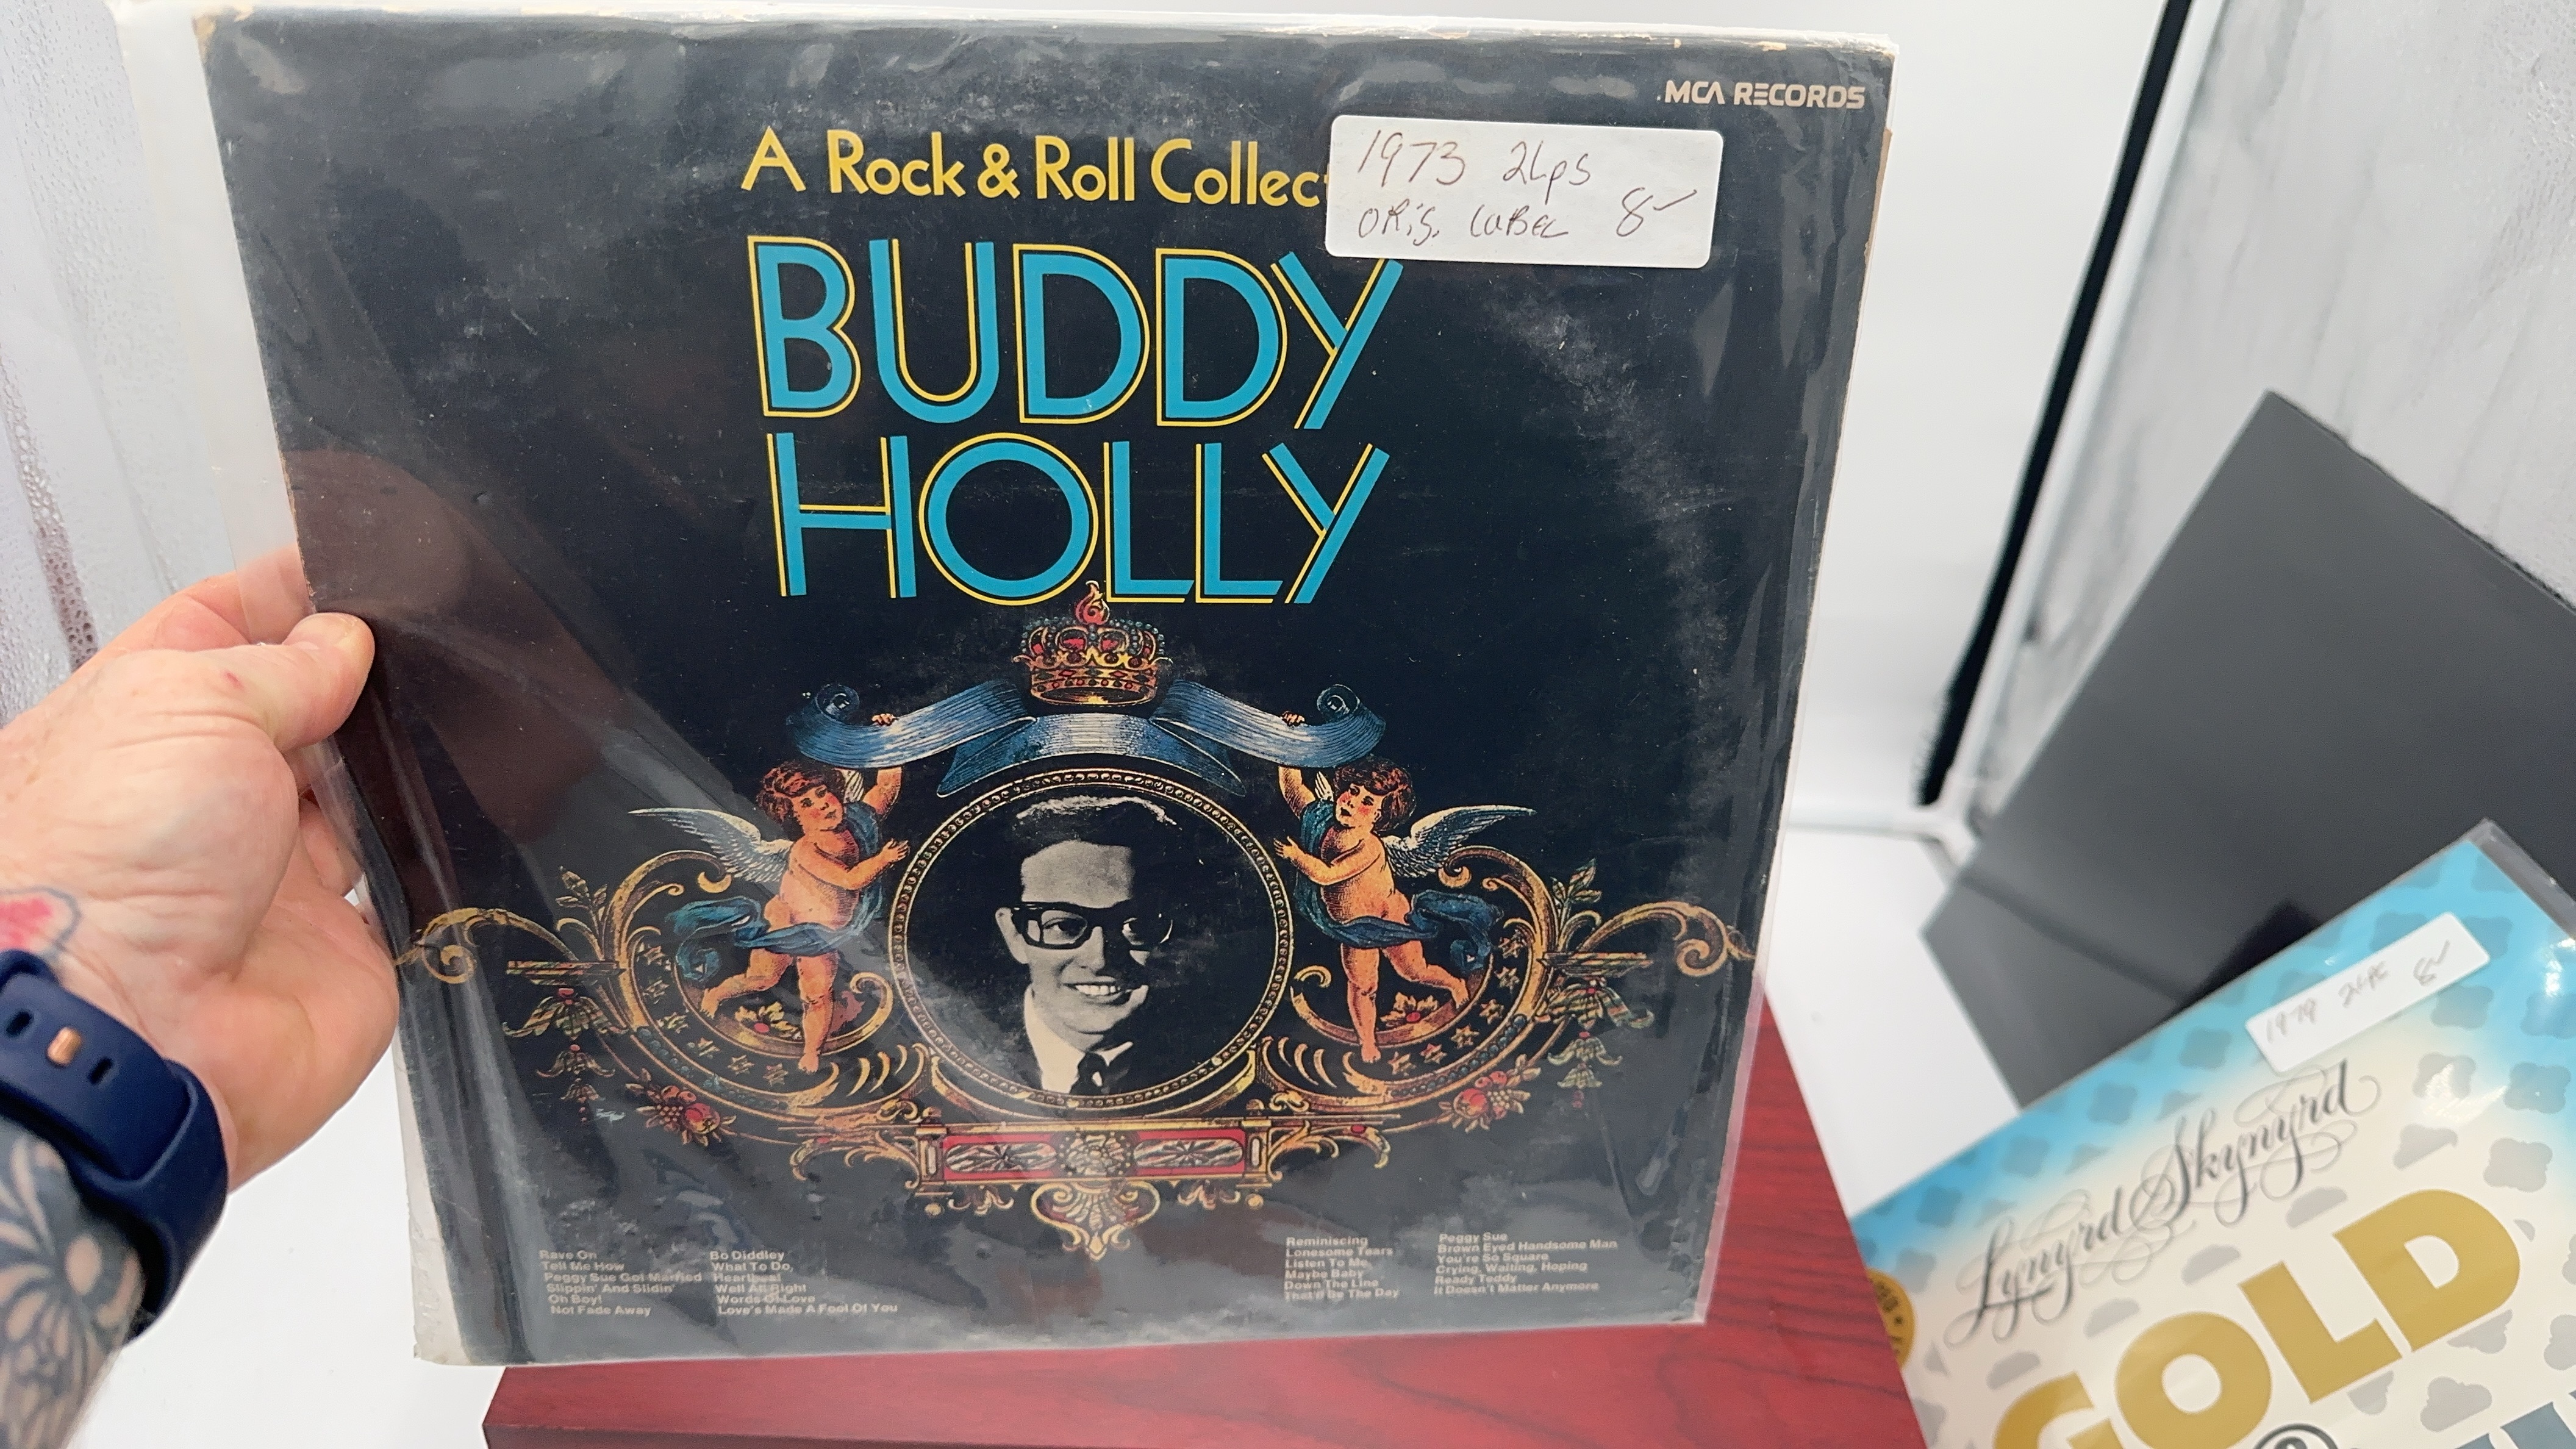 MCA RECORDS
A Rock & Roll Collec
1973 2Lps
ORIG. LABEL 8-
BUDDY
HOLLY
Rave On
Tell Me How
Peggy Sue Got Married
Slippin' And Slidin'
Oh Boy!
Not Fade Away
Bo Diddley
What To Do
Heartbeat
Well All Right
Words Of Love
Love's Made A Fool Of You
Reminiscing
Lonesome Tears
Listen To Me
Maybe Baby
Down The Line
That'll Be The Day
Peggy Sue
Brown Eyed Handsome Man
You're So Square
Crying, Waiting, Hoping
Ready Teddy
It Doesn't Matter Anymore
1979 2LPS 8-
Lynyrd Skynyrd
GOLD